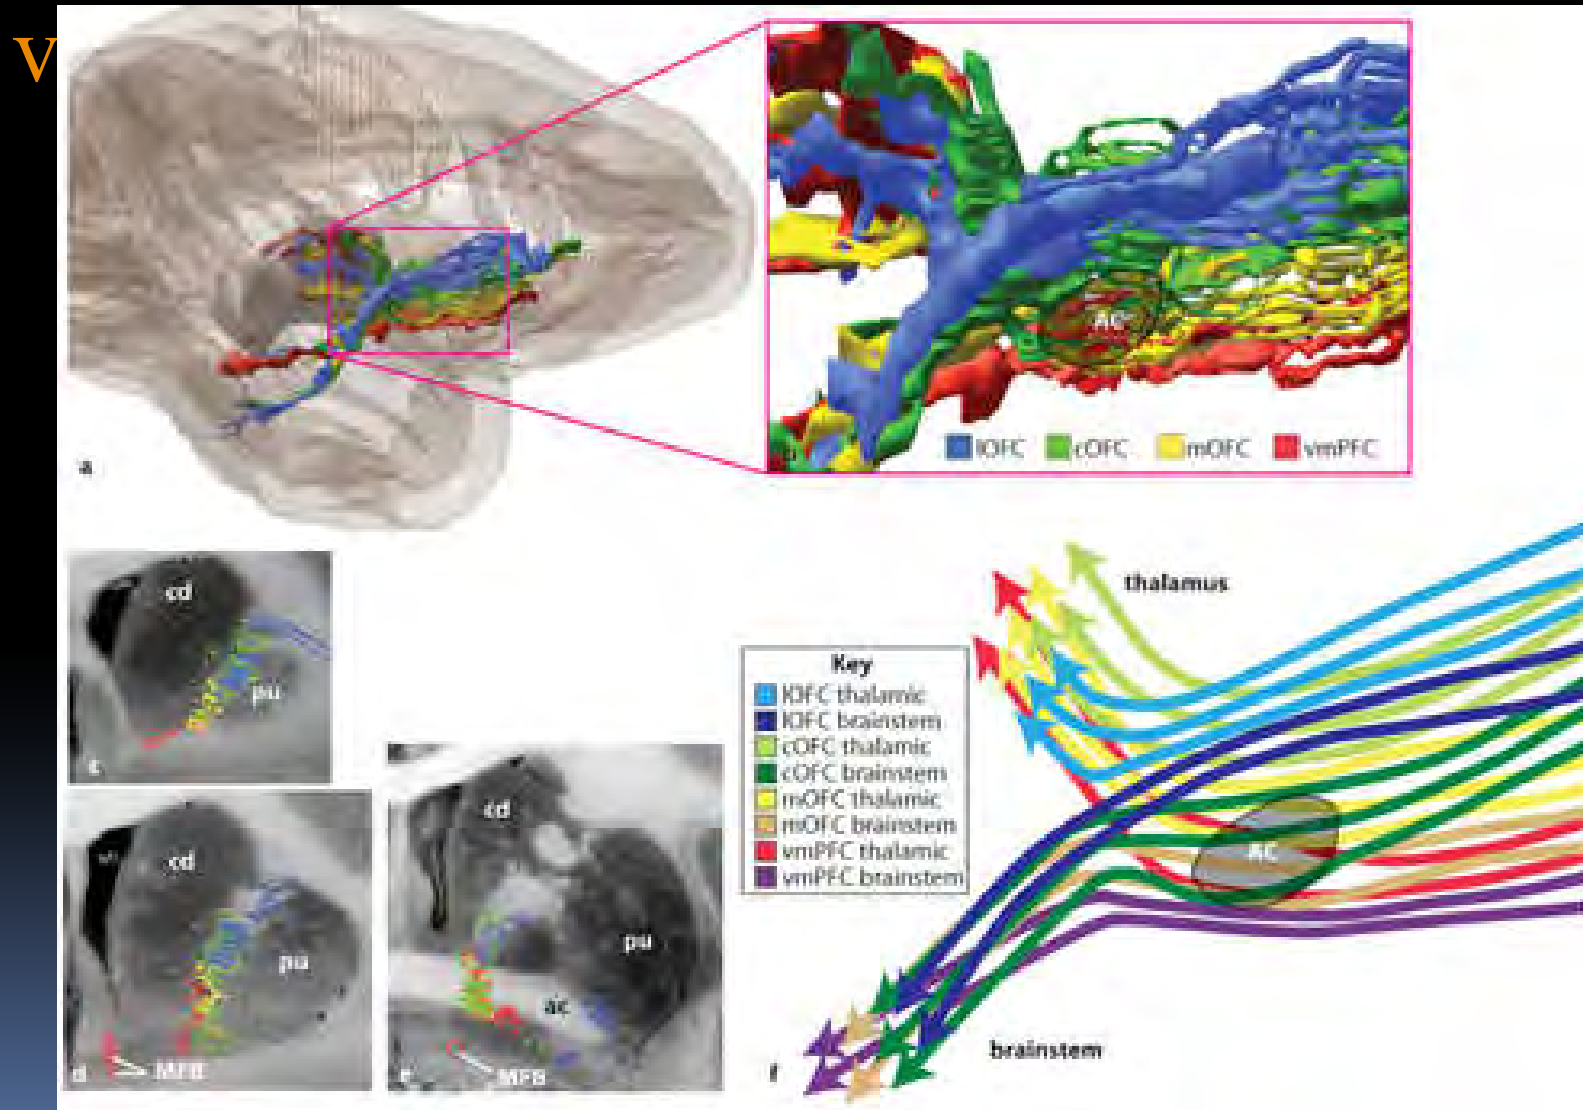 V
a
AC
lOFC cOFC mOFC vmPFC
cd
pu
c
cd
pu
MFB
d
cd
pu
ac
MFB
e
thalamus
Key
lOFC thalamic
lOFC brainstem
cOFC thalamic
cOFC brainstem
mOFC thalamic
mOFC brainstem
vmPFC thalamic
vmPFC brainstem
AC
brainstem
f